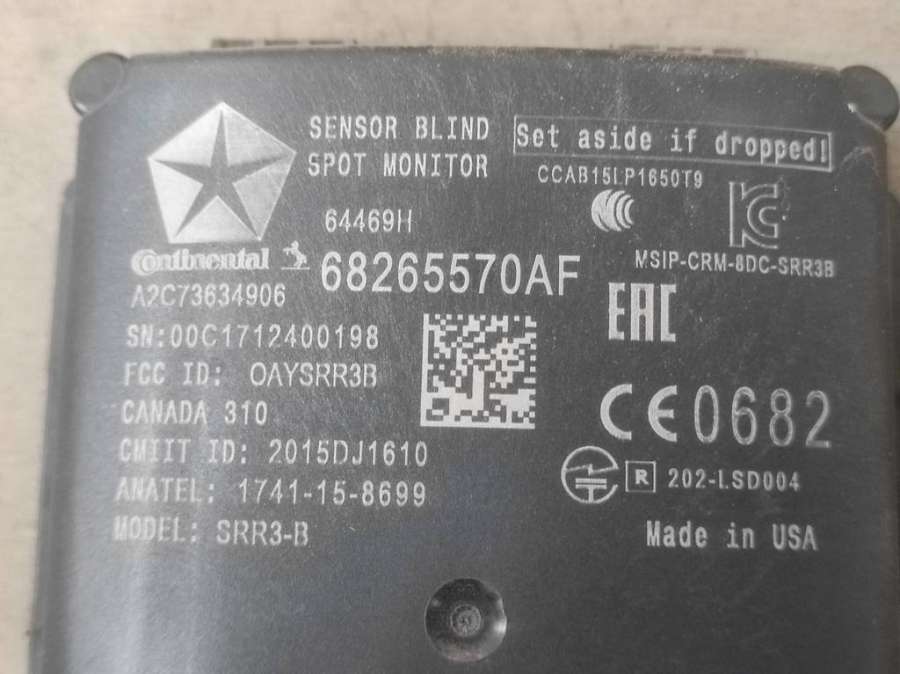 SENSOR BLIND
SPOT MONITOR
Set aside if dropped!
CCAB15LP1650T9
64469H
MSIP-CRM-8DC-SRR3B
Continental
68265570AF
A2C73634906
EAC
SN:00C1712400198
FCC ID: OAYSRR3B
CANADA 310
CE0682
CMIIT ID: 2015DJ1610
R 202-LSD004
ANATEL: 1741-15-8699
MODEL: SRR3-B
Made in USA